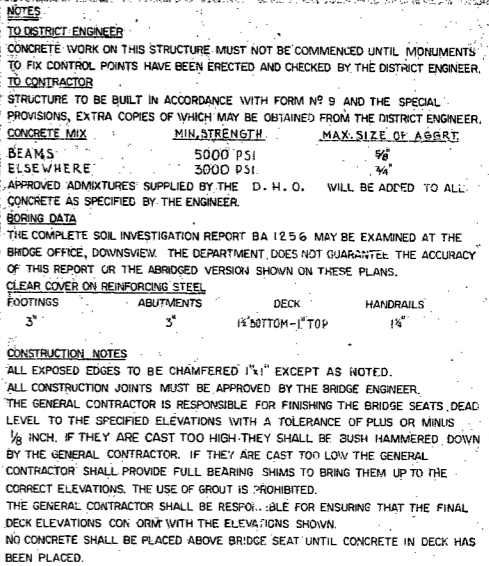 NOTES
TO DISTRICT ENGINEER
CONCRETE WORK ON THIS STRUCTURE MUST NOT BE COMMENCED UNTIL MONUMENTS
TO FIX CONTROL POINTS HAVE BEEN ERECTED AND CHECKED BY THE DISTRICT ENGINEER.
TO CONTRACTOR
STRUCTURE TO BE BUILT IN ACCORDANCE WITH FORM Nº 9 AND THE SPECIAL
PROVISIONS, EXTRA COPIES OF WHICH MAY BE OBTAINED FROM THE DISTRICT ENGINEER.
CONCRETE MIX MIN. STRENGTH MAX. SIZE OF AGGRT.
BEAMS 5000 PSI 5/8"
ELSEWHERE 3000 PSI 3/4"
APPROVED ADMIXTURES SUPPLIED BY THE D. H. O. WILL BE ADDED TO ALL
CONCRETE AS SPECIFIED BY THE ENGINEER.
BORING DATA
THE COMPLETE SOIL INVESTIGATION REPORT BA 1256 MAY BE EXAMINED AT THE
BRIDGE OFFICE, DOWNSVIEW. THE DEPARTMENT DOES NOT GUARANTEE THE ACCURACY
OF THIS REPORT OR THE ABRIDGED VERSION SHOWN ON THESE PLANS.
CLEAR COVER ON REINFORCING STEEL
FOOTINGS ABUTMENTS DECK HANDRAILS
3" 3" BOTTOM-1" TOP
CONSTRUCTION NOTES
ALL EXPOSED EDGES TO BE CHAMFERED 1"x1" EXCEPT AS NOTED.
ALL CONSTRUCTION JOINTS MUST BE APPROVED BY THE BRIDGE ENGINEER.
THE GENERAL CONTRACTOR IS RESPONSIBLE FOR FINISHING THE BRIDGE SEATS DEAD
LEVEL TO THE SPECIFIED ELEVATIONS WITH A TOLERANCE OF PLUS OR MINUS
1/8 INCH. IF THEY ARE CAST TOO HIGH THEY SHALL BE BUSH HAMMERED DOWN
BY THE GENERAL CONTRACTOR. IF THEY ARE CAST TOO LOW THE GENERAL
CONTRACTOR SHALL PROVIDE FULL BEARING SHIMS TO BRING THEM UP TO THE
CORRECT ELEVATIONS. THE USE OF GROUT IS PROHIBITED.
THE GENERAL CONTRACTOR SHALL BE RESPONSIBLE FOR ENSURING THAT THE FINAL
DECK ELEVATIONS CONFORM WITH THE ELEVATIONS SHOWN.
NO CONCRETE SHALL BE PLACED ABOVE BRIDGE SEAT UNTIL CONCRETE IN DECK HAS
BEEN PLACED.